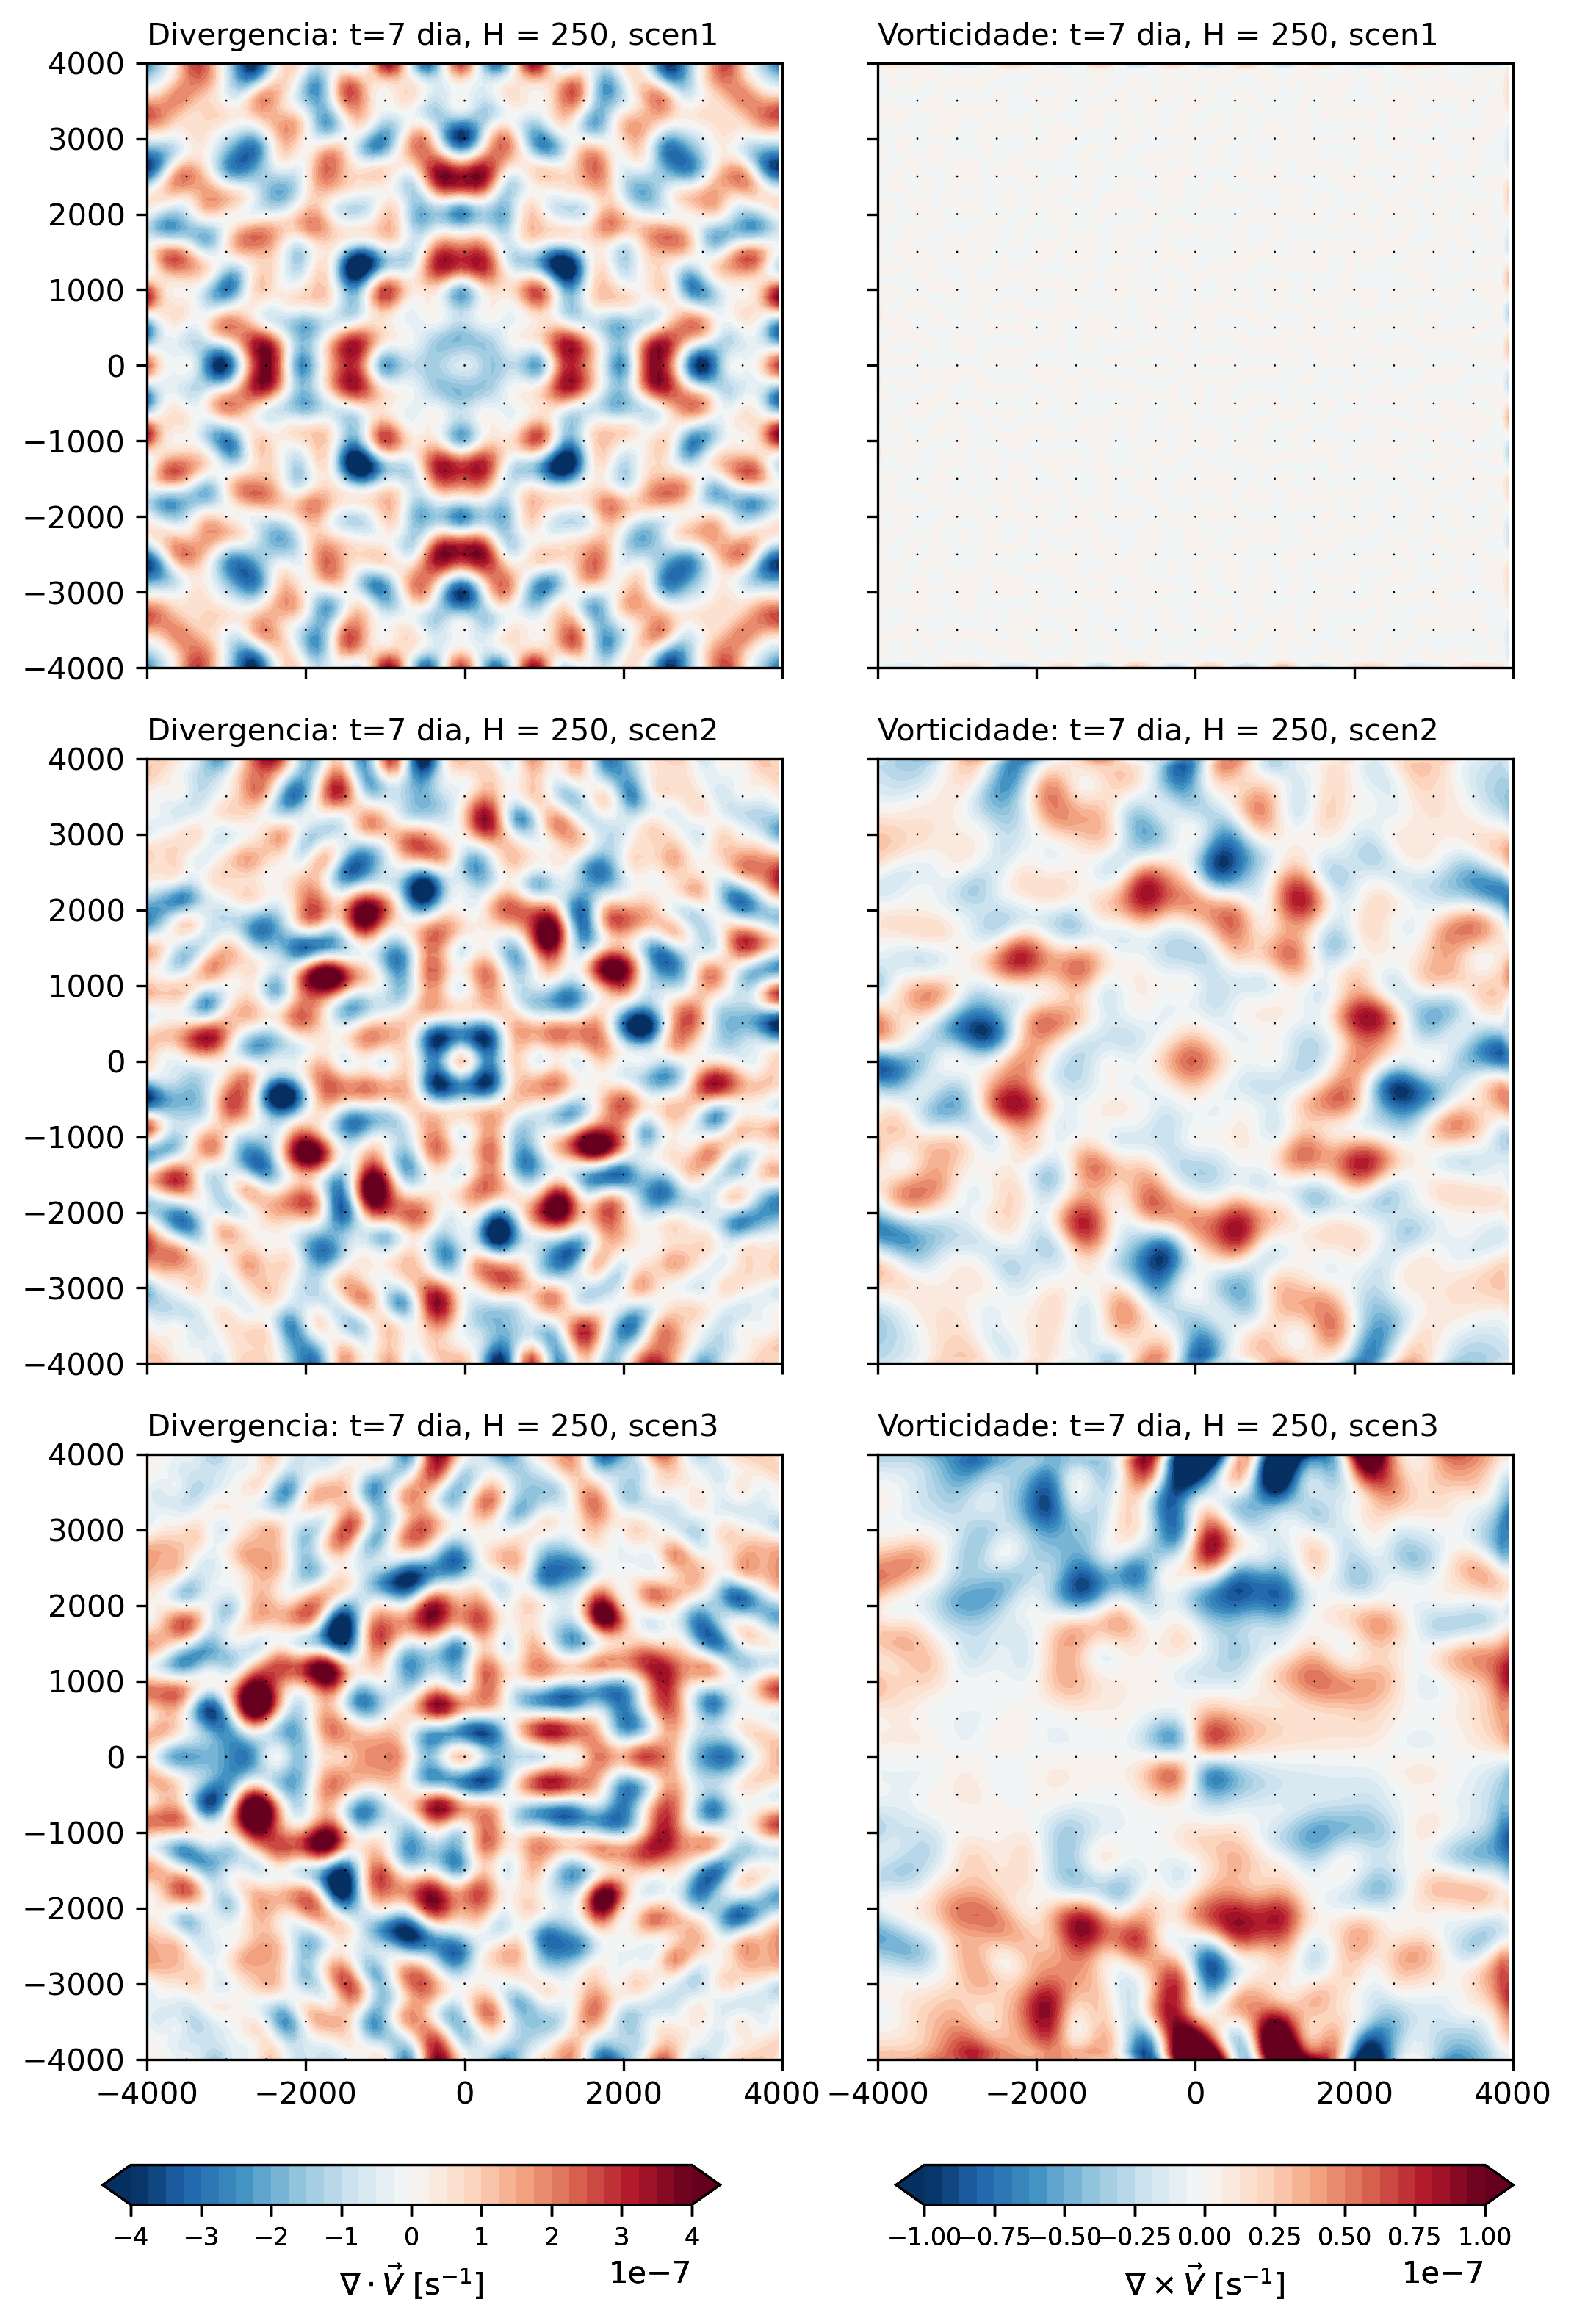 Divergencia: t=7 dia, H = 250, scen1
Vorticidade: t=7 dia, H = 250, scen1
4000
3000
2000
1000
0
−1000
−2000
−3000
−4000
Divergencia: t=7 dia, H = 250, scen2
Vorticidade: t=7 dia, H = 250, scen2
4000
3000
2000
1000
0
−1000
−2000
−3000
−4000
Divergencia: t=7 dia, H = 250, scen3
Vorticidade: t=7 dia, H = 250, scen3
4000
3000
2000
1000
0
−1000
−2000
−3000
−4000
−4000 −2000 0 2000 4000
−4000 −2000 0 2000 4000
−4 −3 −2 −1 0 1 2 3 4
1e−7
∇ · V⃗ [s⁻¹]
−1.00 −0.75 −0.50 −0.25 0.00 0.25 0.50 0.75 1.00
1e−7
∇ × V⃗ [s⁻¹]